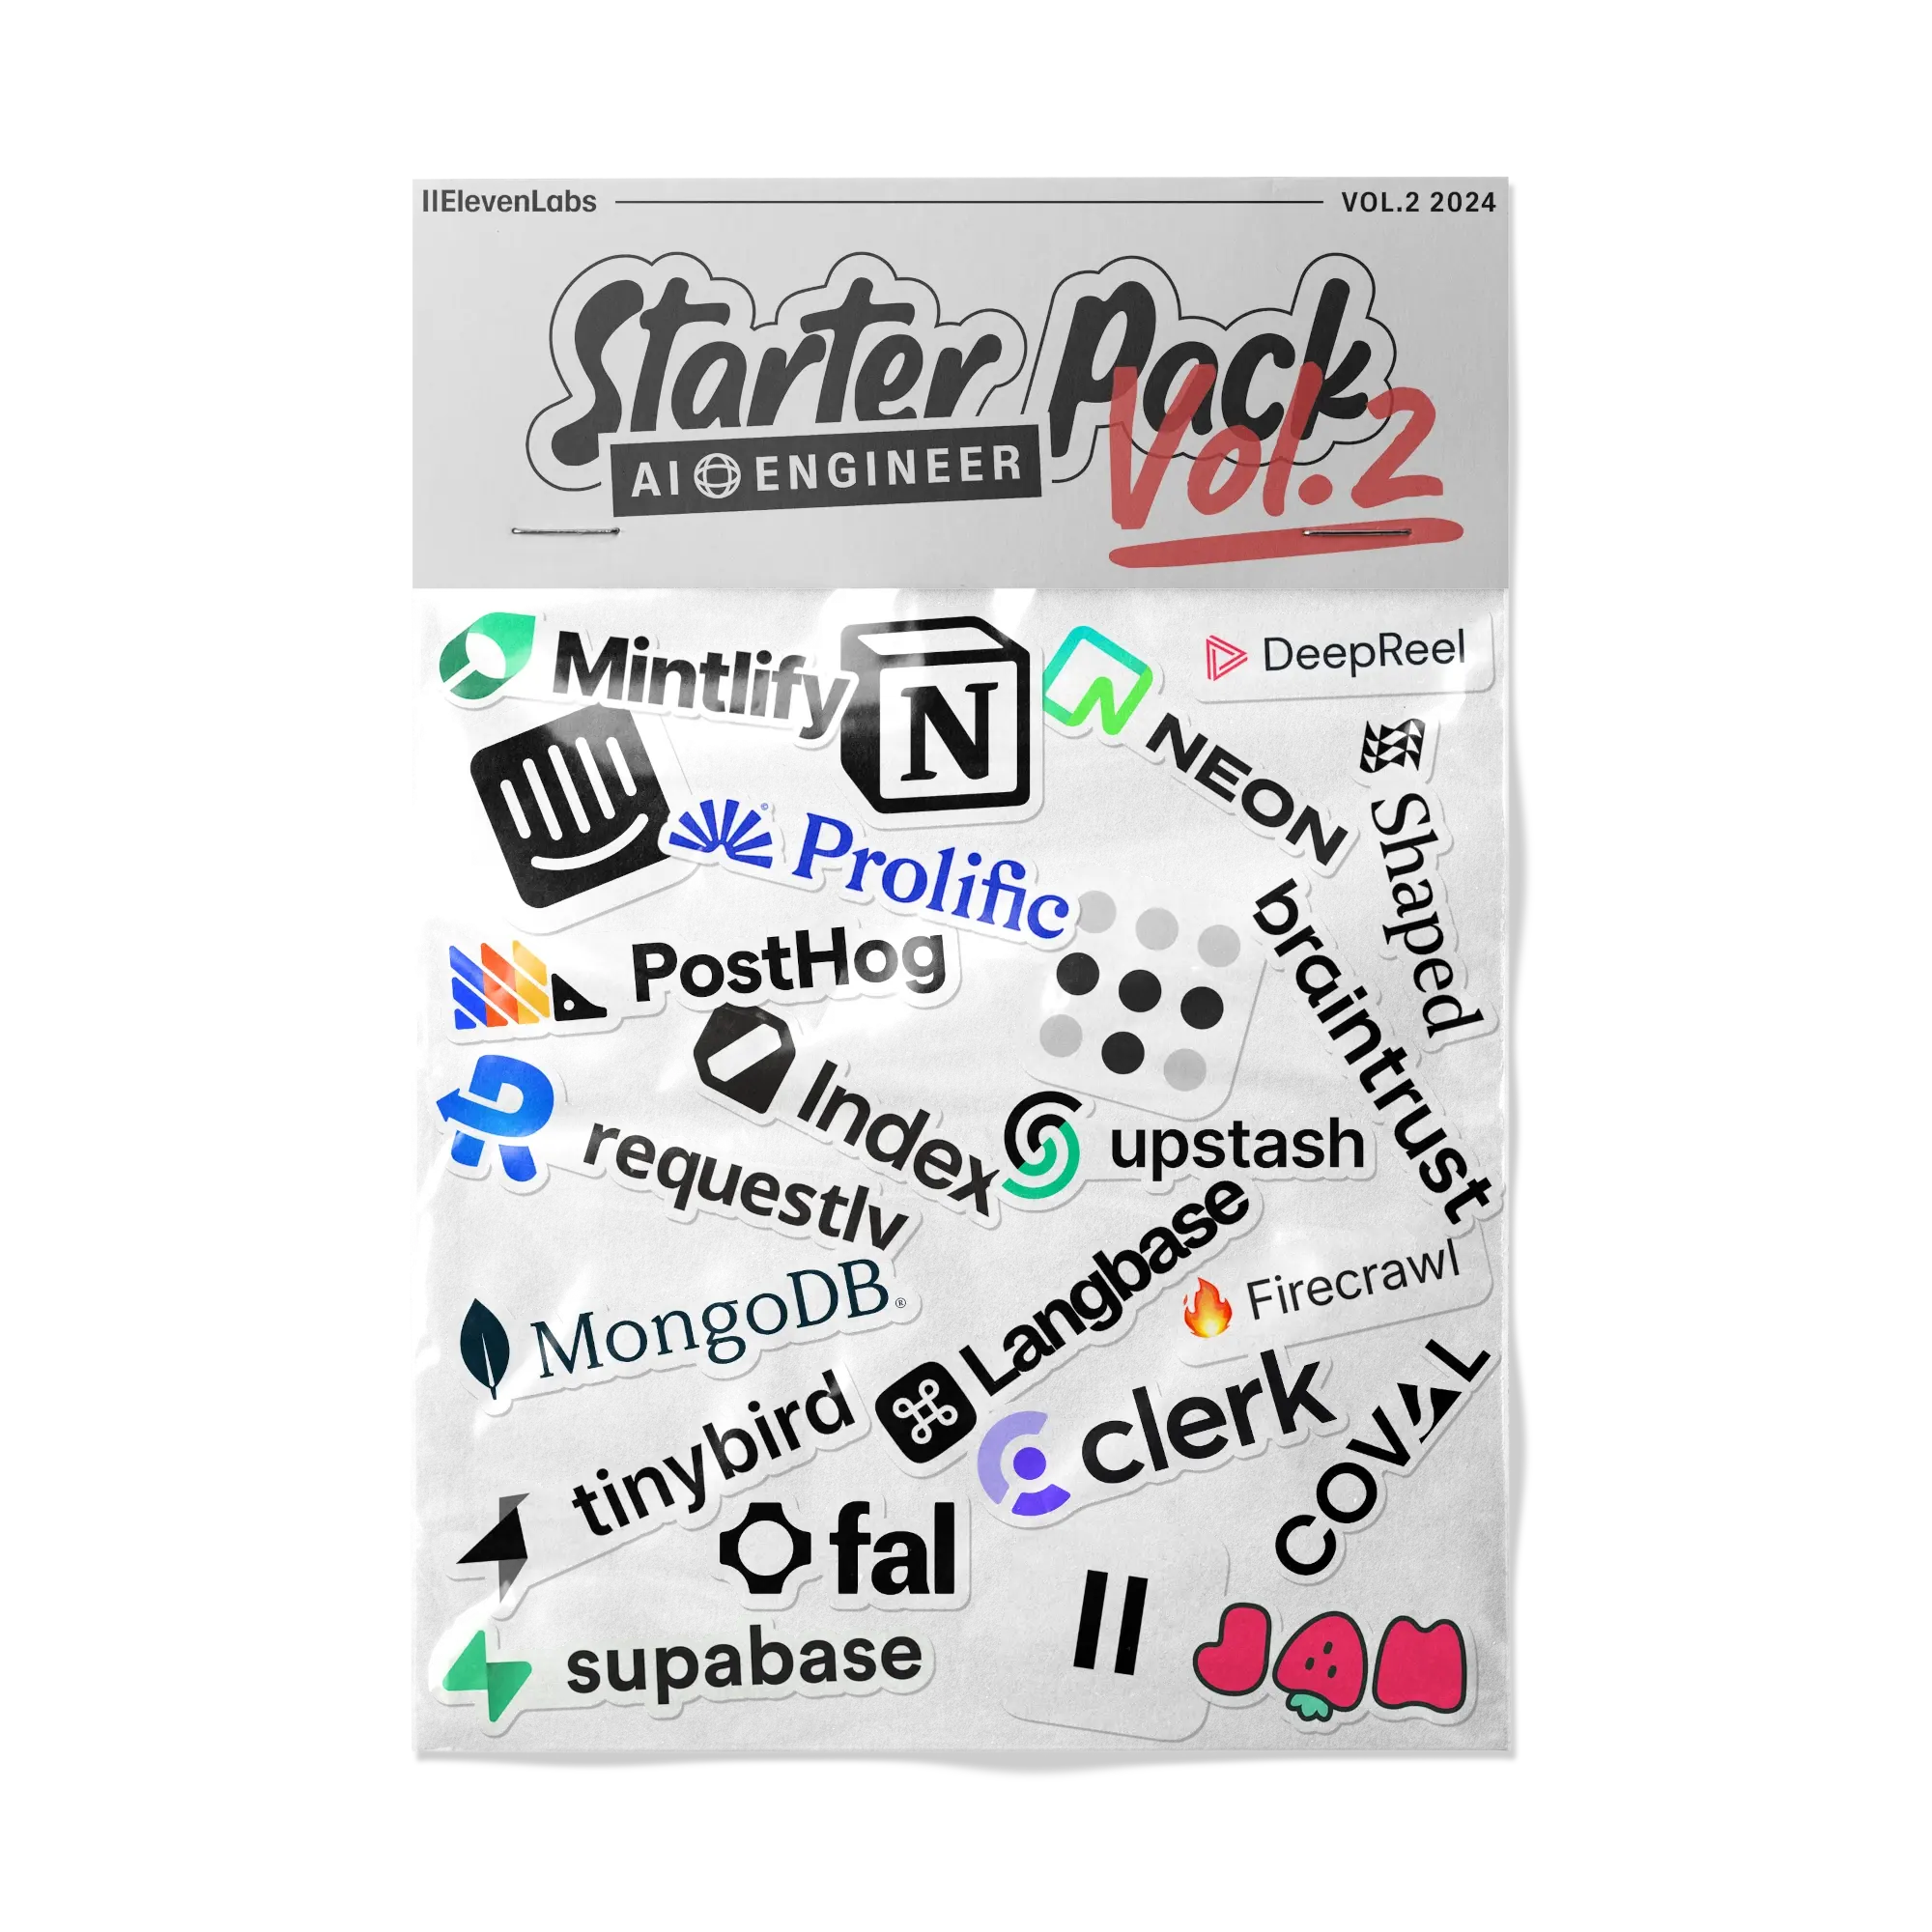 IIElevenLabs
VOL.2 2024
Starter Pack
Vol.2
AI ENGINEER
Mintlify
N
NEON
DeepReel
Shaped
Prolific
©
braintrust
PostHog
Index
upstash
requestly
Langbase
Firecrawl
MongoDB®
clerk
COVAL
tinybird
fal
II
JAM
supabase